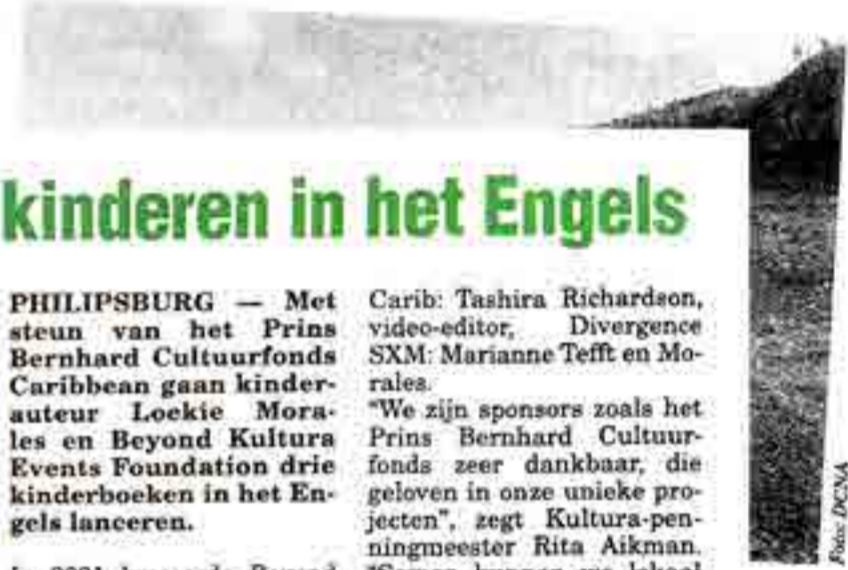 kinderen in het Engels
PHILIPSBURG — Met
steun van het Prins
Bernhard Cultuurfonds
Caribbean gaan kinder-
auteur Loekie Mora-
les en Beyond Kultura
Events Foundation drie
kinderboeken in het En-
gels lanceren.
Carib: Tashira Richardson,
video-editor, Divergence
SXM: Marianne Tefft en Mo-
rales.
"We zijn sponsors zoals het
Prins Bernhard Cultuur-
fonds zeer dankbaar, die
geloven in onze unieke pro-
jecten", zegt Kultura-pen-
ningmeester Rita Aikman.
Foto: DCNA